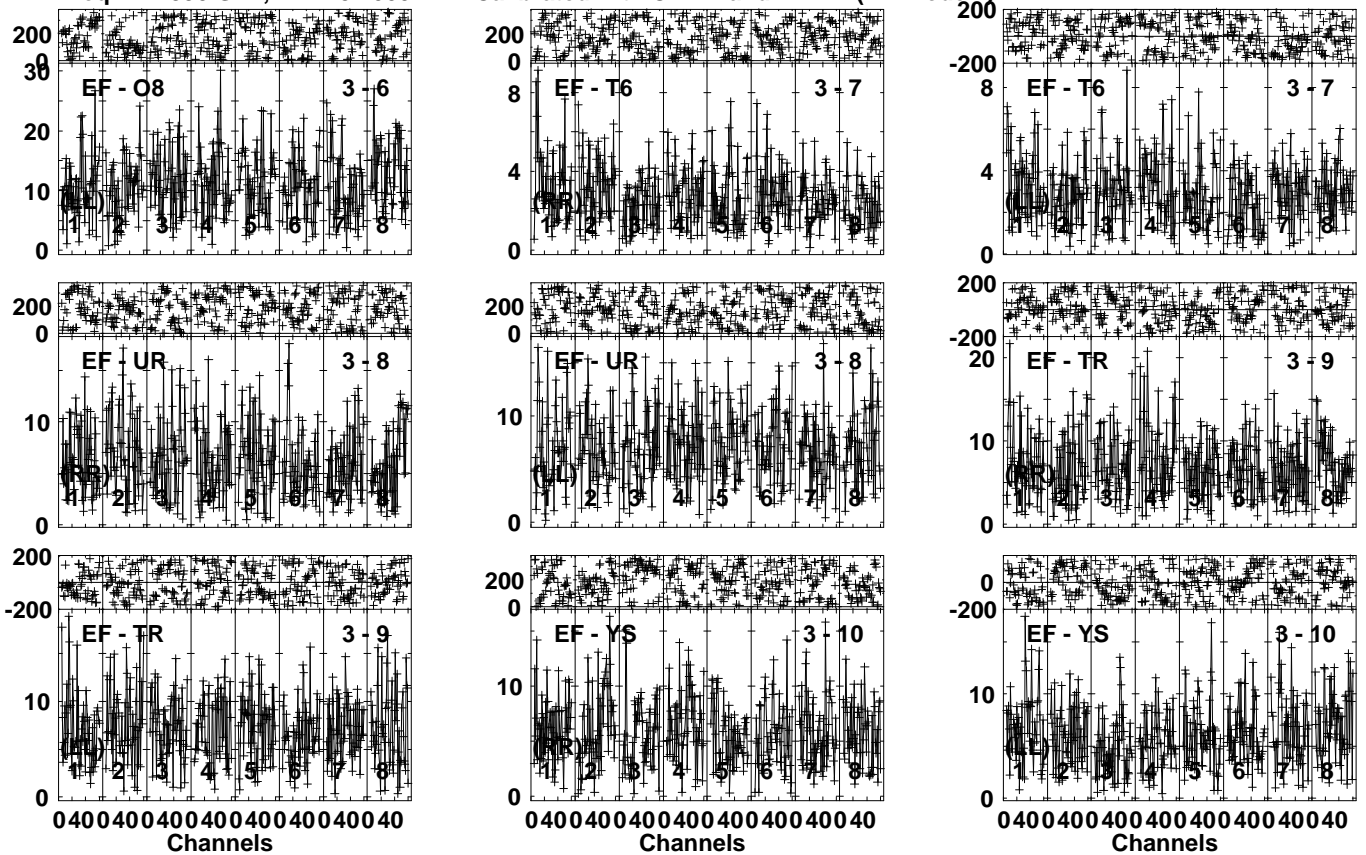 200 0 200 0 200 -200
30 EF - O8 3 - 6 8 EF - T6 3 - 7 8 EF - T6 3 - 7
20 4 4
10 (LL) (RR) (LL)
1 2 3 4 5 6 7 8 1 2 3 4 5 6 7 8 1 2 3 4 5 6 7 8
0 0 0
200 0 200 0 200 -200
EF - UR 3 - 8 EF - UR 3 - 8 20 EF - TR 3 - 9
10 10 10
(RR) (LL) (RR)
1 2 3 4 5 6 7 8 1 2 3 4 5 6 7 8 1 2 3 4 5 6 7 8
0 0 0
200 -200 200 0 0 -200
EF - TR 3 - 9 EF - YS 3 - 10 EF - YS 3 - 10
10 10 10
(LL) (RR) (LL)
1 2 3 4 5 6 7 8 1 2 3 4 5 6 7 8 1 2 3 4 5 6 7 8
0 0 0
0 40 0 40 0 40 0 40 0 40 0 40 0 40 0 40 0 40 0 40 0 40 0 40 0 40 0 40 0 40 0 40 0 40 0 40 0 40 0 40 0 40 0 40 0 40 0 40
Channels Channels Channels